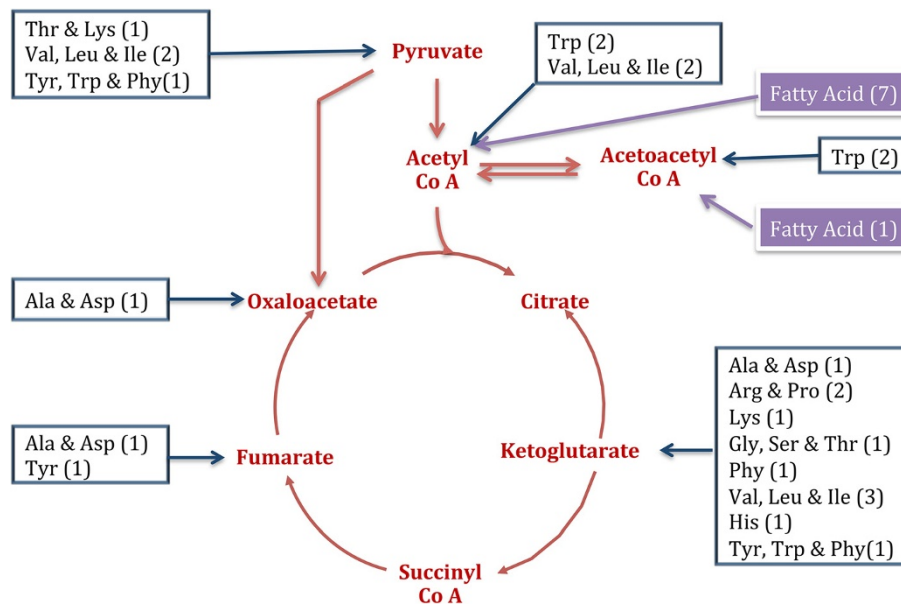 Thr & Lys (1)
Val, Leu & Ile (2)
Tyr, Trp & Phy(1)
Pyruvate
Trp (2)
Val, Leu & Ile (2)
Fatty Acid (7)
Acetyl
Co A
Acetoacetyl
Co A
Trp (2)
Fatty Acid (1)
Ala & Asp (1)
Oxaloacetate
Citrate
Ala & Asp (1)
Tyr (1)
Fumarate
Ketoglutarate
Ala & Asp (1)
Arg & Pro (2)
Lys (1)
Gly, Ser & Thr (1)
Phy (1)
Val, Leu & Ile (3)
His (1)
Tyr, Trp & Phy(1)
Succinyl
Co A